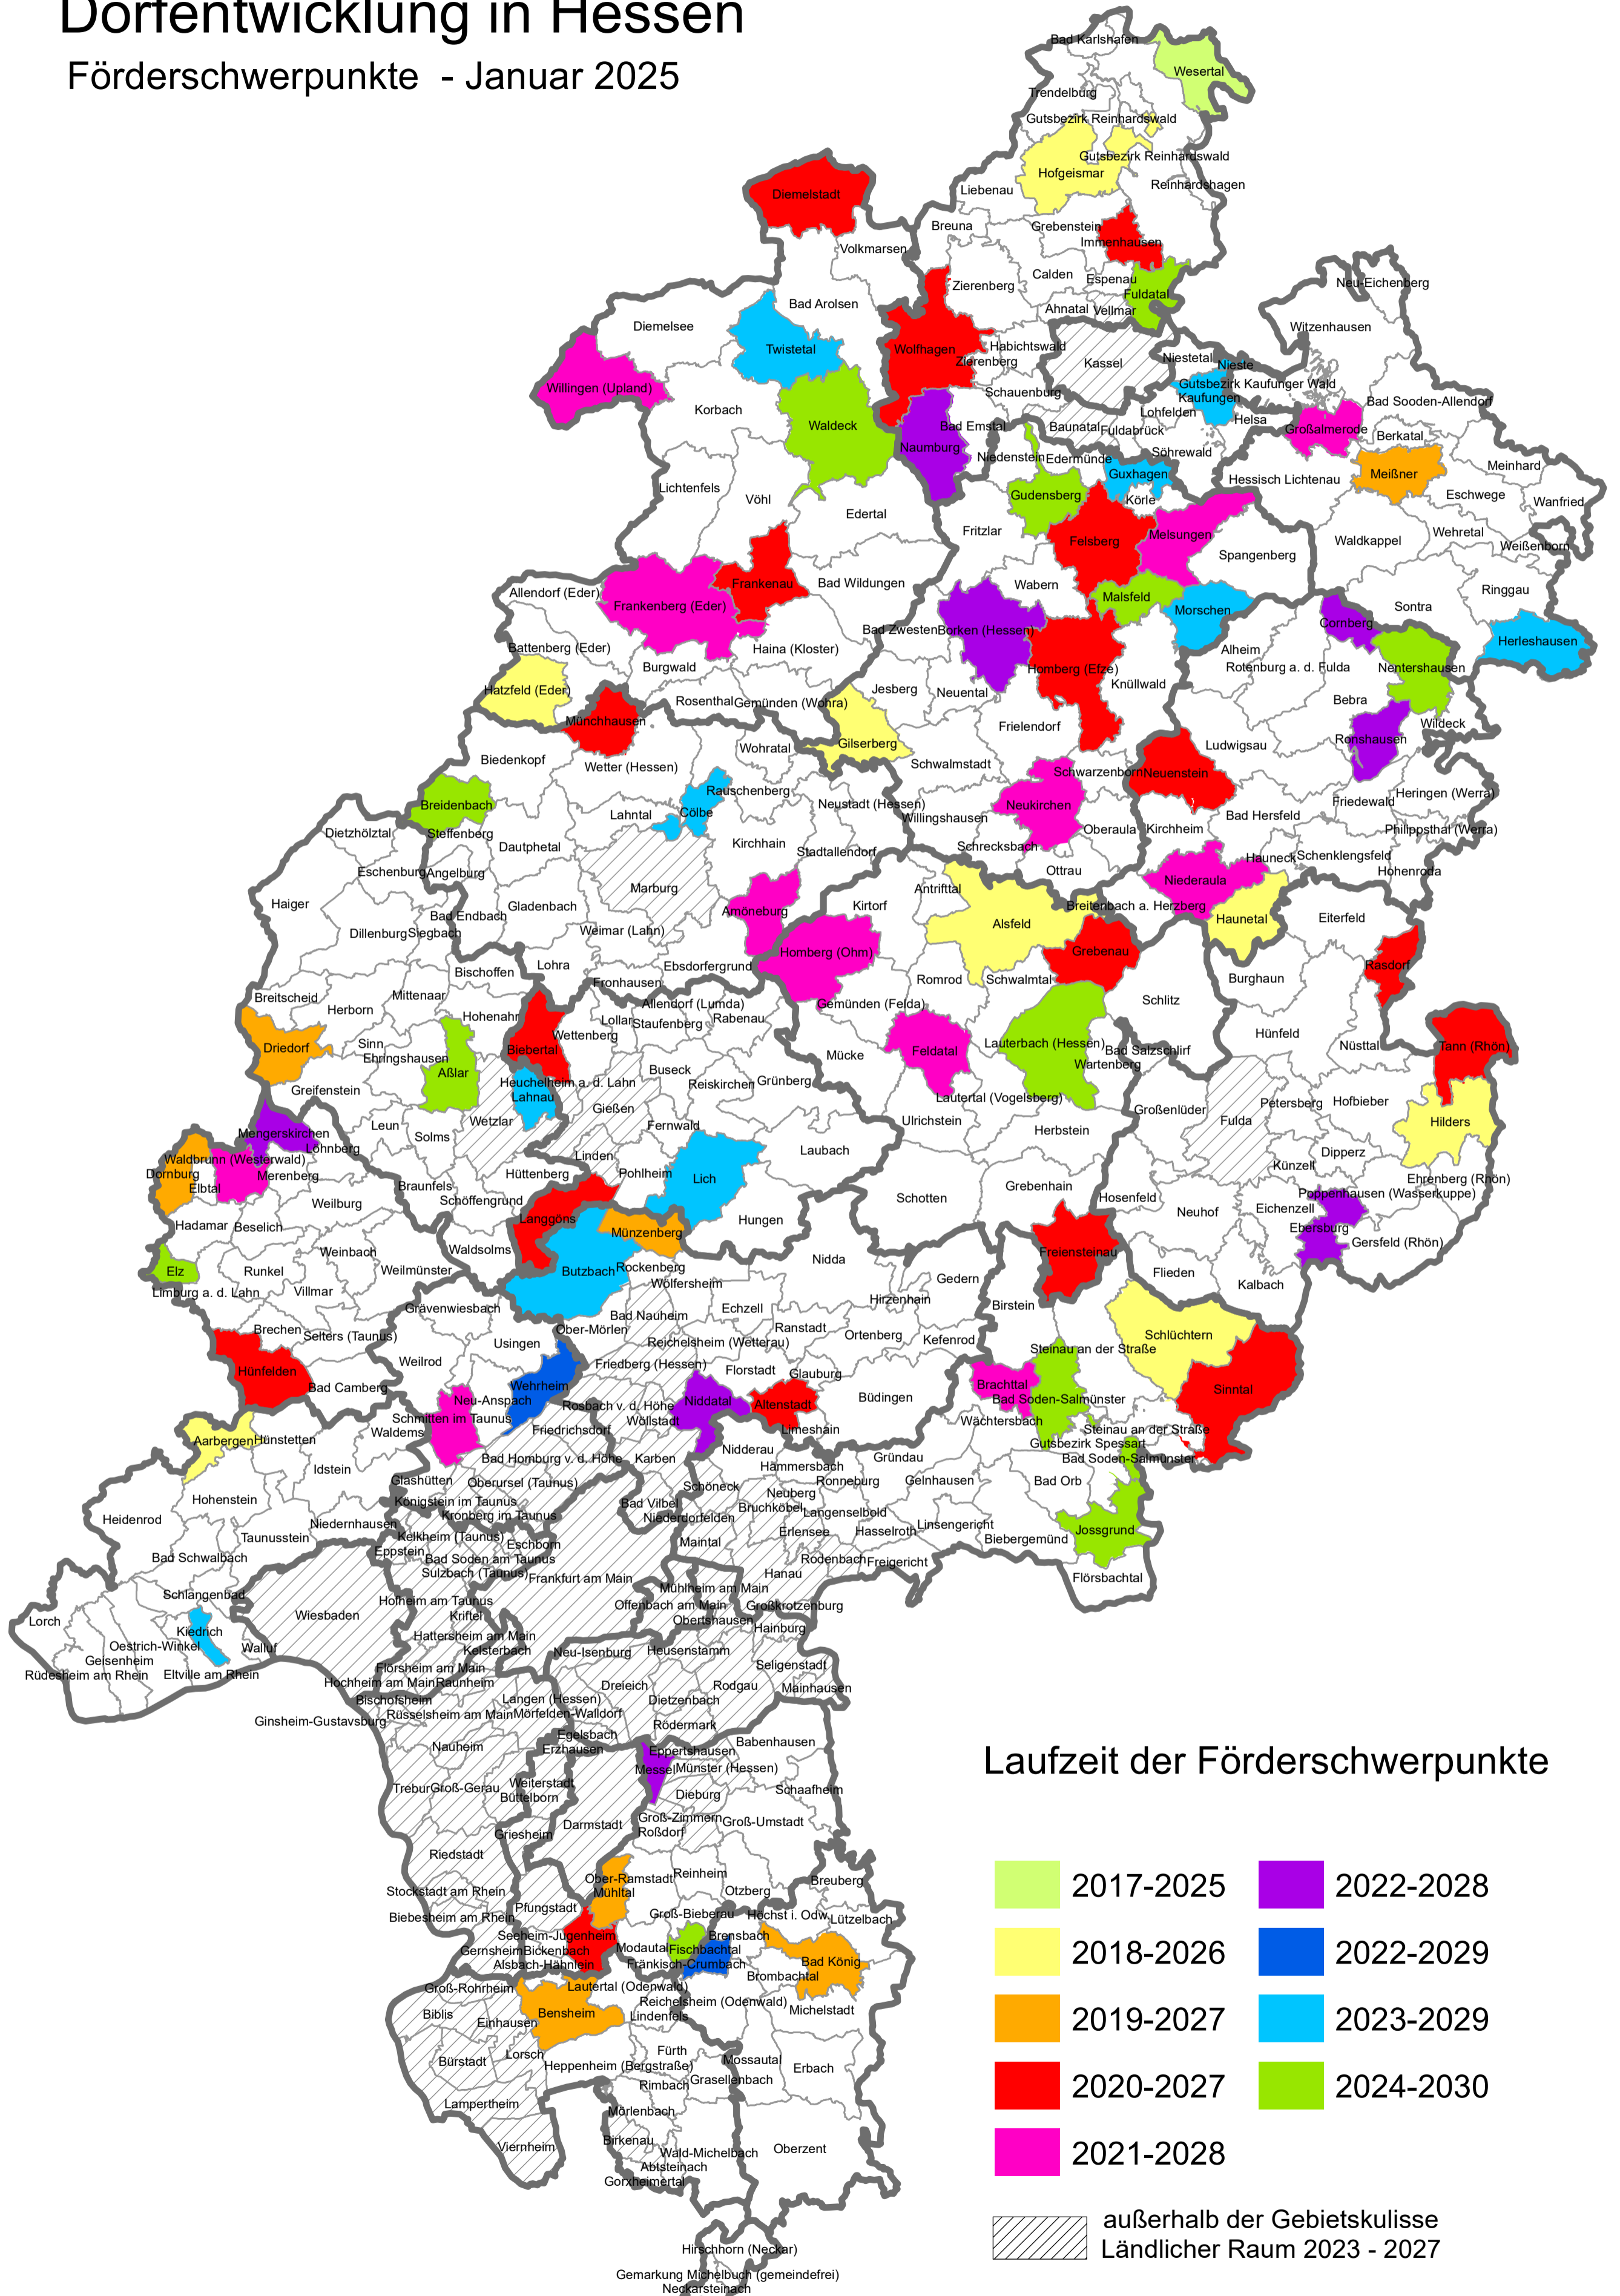 Dorfentwicklung in Hessen
Förderschwerpunkte - Januar 2025
Bad Karlshafen
Wesertal
Trendelburg
Gutsbezirk Reinhardswald
Gutsbezirk Reinhardswald
Hofgeismar
Reinhardshagen
Liebenau
Diemelstadt
Breuna
Grebenstein
Immenhausen
Volkmarsen
Calden
Espenau
Zierenberg
Fuldatal
Neu-Eichenberg
Bad Arolsen
Ahnatal
Vellmar
Diemelsee
Witzenhausen
Twistetal
Wolfhagen
Habichtswald
Zierenberg
Kassel
Niestetal
Nieste
Willingen (Upland)
Gutsbezirk Kaufunger Wald
Kaufungen
Schauenburg
Bad Sooden-Allendorf
Korbach
Lohfelden
Helsa
Waldeck
Bad Emstal
Baunatal
Fuldabrück
Großalmerode
Berkatal
Naumburg
Niedenstein
Edermünde
Söhrewald
Guxhagen
Meißner
Meinhard
Hessisch Lichtenau
Lichtenfels
Vöhl
Gudensberg
Körle
Eschwege
Wanfried
Edertal
Fritzlar
Felsberg
Melsungen
Spangenberg
Waldkappel
Wehretal
Weißenborn
Frankenau
Bad Wildungen
Wabern
Malsfeld
Ringgau
Allendorf (Eder)
Frankenberg (Eder)
Morschen
Sontra
Cornberg
Bad Zwesten
Borken (Hessen)
Herleshausen
Battenberg (Eder)
Haina (Kloster)
Alheim
Rotenburg a. d. Fulda
Nentershausen
Burgwald
Homberg (Efze)
Hatzfeld (Eder)
Jesberg
Neuental
Knüllwald
Rosenthal
Gemünden (Wohra)
Bebra
Münchhausen
Frielendorf
Wildeck
Gilserberg
Ronshausen
Wohratal
Ludwigsau
Biedenkopf
Wetter (Hessen)
Schwalmstadt
Schwarzenborn
Neuenstein
Rauschenberg
Breidenbach
Cölbe
Neustadt (Hessen)
Neukirchen
Friedewald
Heringen (Werra)
Lahntal
Willingshausen
Bad Hersfeld
Dietzhölztal
Steffenberg
Oberaula
Kirchheim
Philippsthal (Werra)
Dautphetal
Kirchhain
Stadtallendorf
Schrecksbach
Hauneck
Schenklengsfeld
Eschenburg
Angelburg
Ottrau
Hohenroda
Marburg
Antrifttal
Niederaula
Haiger
Gladenbach
Amöneburg
Kirtorf
Breitenbach a. Herzberg
Bad Endbach
Alsfeld
Haunetal
Eiterfeld
Dillenburg
Siegbach
Weimar (Lahn)
Homberg (Ohm)
Grebenau
Lohra
Ebsdorfergrund
Rasdorf
Bischoffen
Romrod
Schwalmtal
Burghaun
Fronhausen
Breitscheid
Mittenaar
Allendorf (Lumda)
Gemünden (Felda)
Schlitz
Herborn
Hohenahr
Lollar
Staufenberg
Rabenau
Wettenberg
Hünfeld
Driedorf
Sinn
Ehringshausen
Biebertal
Mücke
Feldatal
Lauterbach (Hessen)
Bad Salzschlirf
Nüsttal
Tann (Rhön)
Wartenberg
Aßlar
Buseck
Reiskirchen
Grünberg
Heuchelheim a. d. Lahn
Greifenstein
Lahnau
Lautertal (Vogelsberg)
Petersberg
Hofbieber
Gießen
Großenlüder
Wetzlar
Leun
Fernwald
Ulrichstein
Fulda
Hilders
Mengerskirchen
Solms
Herbstein
Löhnberg
Linden
Laubach
Dipperz
Waldbrunn (Westerwald)
Künzell
Dornburg
Merenberg
Hüttenberg
Pohlheim
Lich
Ehrenberg (Rhön)
Elbtal
Braunfels
Grebenhain
Poppenhausen (Wasserkuppe)
Weilburg
Schöffengrund
Schotten
Hosenfeld
Eichenzell
Neuhof
Hadamar
Beselich
Langgöns
Hungen
Ebersburg
Münzenberg
Gersfeld (Rhön)
Waldsolms
Weinbach
Nidda
Freiensteinau
Elz
Runkel
Weilmünster
Butzbach
Rockenberg
Flieden
Limburg a. d. Lahn
Villmar
Wölfersheim
Gedern
Kalbach
Grävenwiesbach
Echzell
Hirzenhain
Birstein
Bad Nauheim
Brechen
Selters (Taunus)
Ober-Mörlen
Ranstadt
Ortenberg
Kefenrod
Schlüchtern
Usingen
Reichelsheim (Wetterau)
Steinau an der Straße
Weilrod
Friedberg (Hessen)
Florstadt
Glauburg
Hünfelden
Wehrheim
Brachttal
Sinntal
Bad Camberg
Neu-Anspach
Niddatal
Altenstadt
Büdingen
Bad Soden-Salmünster
Rosbach v. d. Höhe
Schmitten im Taunus
Wöllstadt
Wächtersbach
Aarbergen
Hünstetten
Waldems
Friedrichsdorf
Limeshain
Steinau an der Straße
Nidderau
Gutsbezirk Spessart
Bad Homburg v. d. Höhe
Karben
Gründau
Bad Soden-Salmünster
Idstein
Hammersbach
Glashütten
Oberursel (Taunus)
Schöneck
Ronneburg
Gelnhausen
Bad Orb
Hohenstein
Königstein im Taunus
Bad Vilbel
Neuberg
Heidenrod
Kronberg im Taunus
Niederdorfelden
Bruchköbel
Langenselbold
Niedernhausen
Linsengericht
Jossgrund
Taunusstein
Kelkheim (Taunus)
Eschborn
Maintal
Erlensee
Hasselroth
Biebergemünd
Eppstein
Bad Schwalbach
Bad Soden am Taunus
Rodenbach
Freigericht
Sulzbach (Taunus)
Frankfurt am Main
Hanau
Flörsbachtal
Schlangenbad
Mühlheim am Main
Hofheim am Taunus
Offenbach am Main
Großkrotzenburg
Lorch
Wiesbaden
Kriftel
Obertshausen
Kiedrich
Hainburg
Oestrich-Winkel
Walluf
Hattersheim am Main
Geisenheim
Kelsterbach
Neu-Isenburg
Heusenstamm
Rüdesheim am Rhein
Eltville am Rhein
Flörsheim am Main
Seligenstadt
Hochheim am Main
Raunheim
Dreieich
Rodgau
Mainhausen
Bischofsheim
Langen (Hessen)
Dietzenbach
Ginsheim-Gustavsburg
Rüsselsheim am Main
Mörfelden-Walldorf
Rödermark
Egelsbach
Babenhausen
Nauheim
Erzhausen
Eppertshausen
Messel
Münster (Hessen)
Trebur
Groß-Gerau
Weiterstadt
Dieburg
Schaafheim
Büttelborn
Groß-Zimmern
Groß-Umstadt
Griesheim
Darmstadt
Roßdorf
Riedstadt
Ober-Ramstadt
Reinheim
Breuberg
Stockstadt am Rhein
Mühltal
Otzberg
Pfungstadt
Groß-Bieberau
Höchst i. Odw.
Lützelbach
Biebesheim am Rhein
Seeheim-Jugenheim
Brensbach
Gernsheim
Bickenbach
Modautal
Fischbachtal
Bad König
Alsbach-Hähnlein
Fränkisch-Crumbach
Brombachtal
Groß-Rohrheim
Lautertal (Odenwald)
Reichelsheim (Odenwald)
Michelstadt
Biblis
Bensheim
Lindenfels
Einhausen
Lorsch
Fürth
Bürstadt
Heppenheim (Bergstraße)
Mossautal
Erbach
Rimbach
Grasellenbach
Lampertheim
Mörlenbach
Viernheim
Birkenau
Wald-Michelbach
Oberzent
Abtsteinach
Gorxheimertal
Hirschhorn (Neckar)
Gemarkung Michelbuch (gemeindefrei)
Neckarsteinach
Laufzeit der Förderschwerpunkte
2017-2025
2022-2028
2018-2026
2022-2029
2019-2027
2023-2029
2020-2027
2024-2030
2021-2028
außerhalb der Gebietskulisse
Ländlicher Raum 2023 - 2027